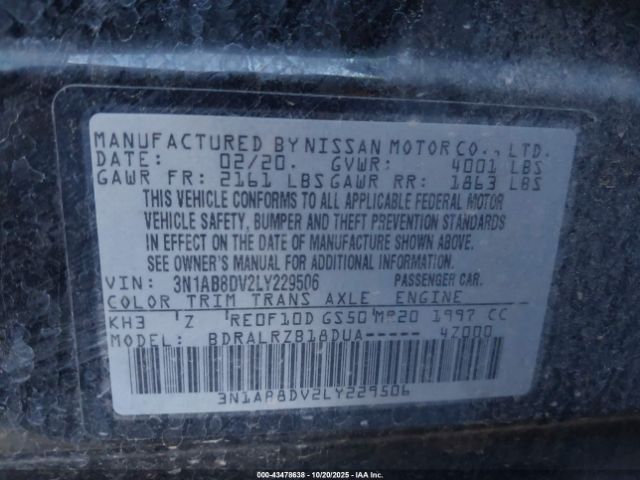 MANUFACTURED BY NISSAN MOTOR CO., LTD.
DATE: 02/20. GVWR: 4001 LBS
GAWR FR: 2161 LBS GAWR RR: 1863 LBS
THIS VEHICLE CONFORMS TO ALL APPLICABLE FEDERAL MOTOR
VEHICLE SAFETY, BUMPER AND THEFT PREVENTION STANDARDS
IN EFFECT ON THE DATE OF MANUFACTURE SHOWN ABOVE.
SEE OWNER'S MANUAL FOR ADDITIONAL INFORMATION.
VIN: 3N1AB8DV2LY229506 PASSENGER CAR.
COLOR TRIM TRANS AXLE ENGINE
KH3 Z RE0F10D GS50 MR20 1997 CC
MODEL: BDRALRZB18DUA----- 4Z000
3N1AB8DV2LY229506
000-43478638 - 10/20/2025 - IAA, Inc.